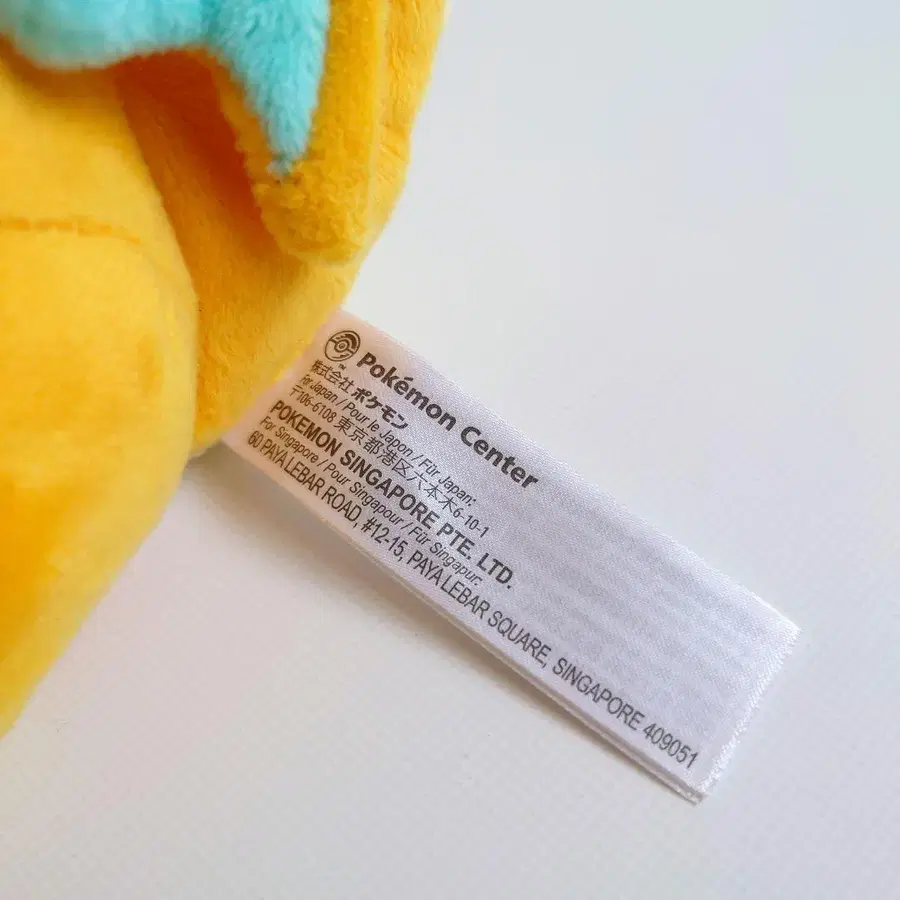 Pokémon Center
株式会社 ポケモン
For Japan / Pour le Japon / Für Japan:
〒106-6108 東京都港区六本木6-10-1
POKEMON SINGAPORE PTE. LTD.
For Singapore / Pour Singapour / Für Singapur:
60 PAYA LEBAR ROAD, #12-15, PAYA LEBAR SQUARE, SINGAPORE 409051